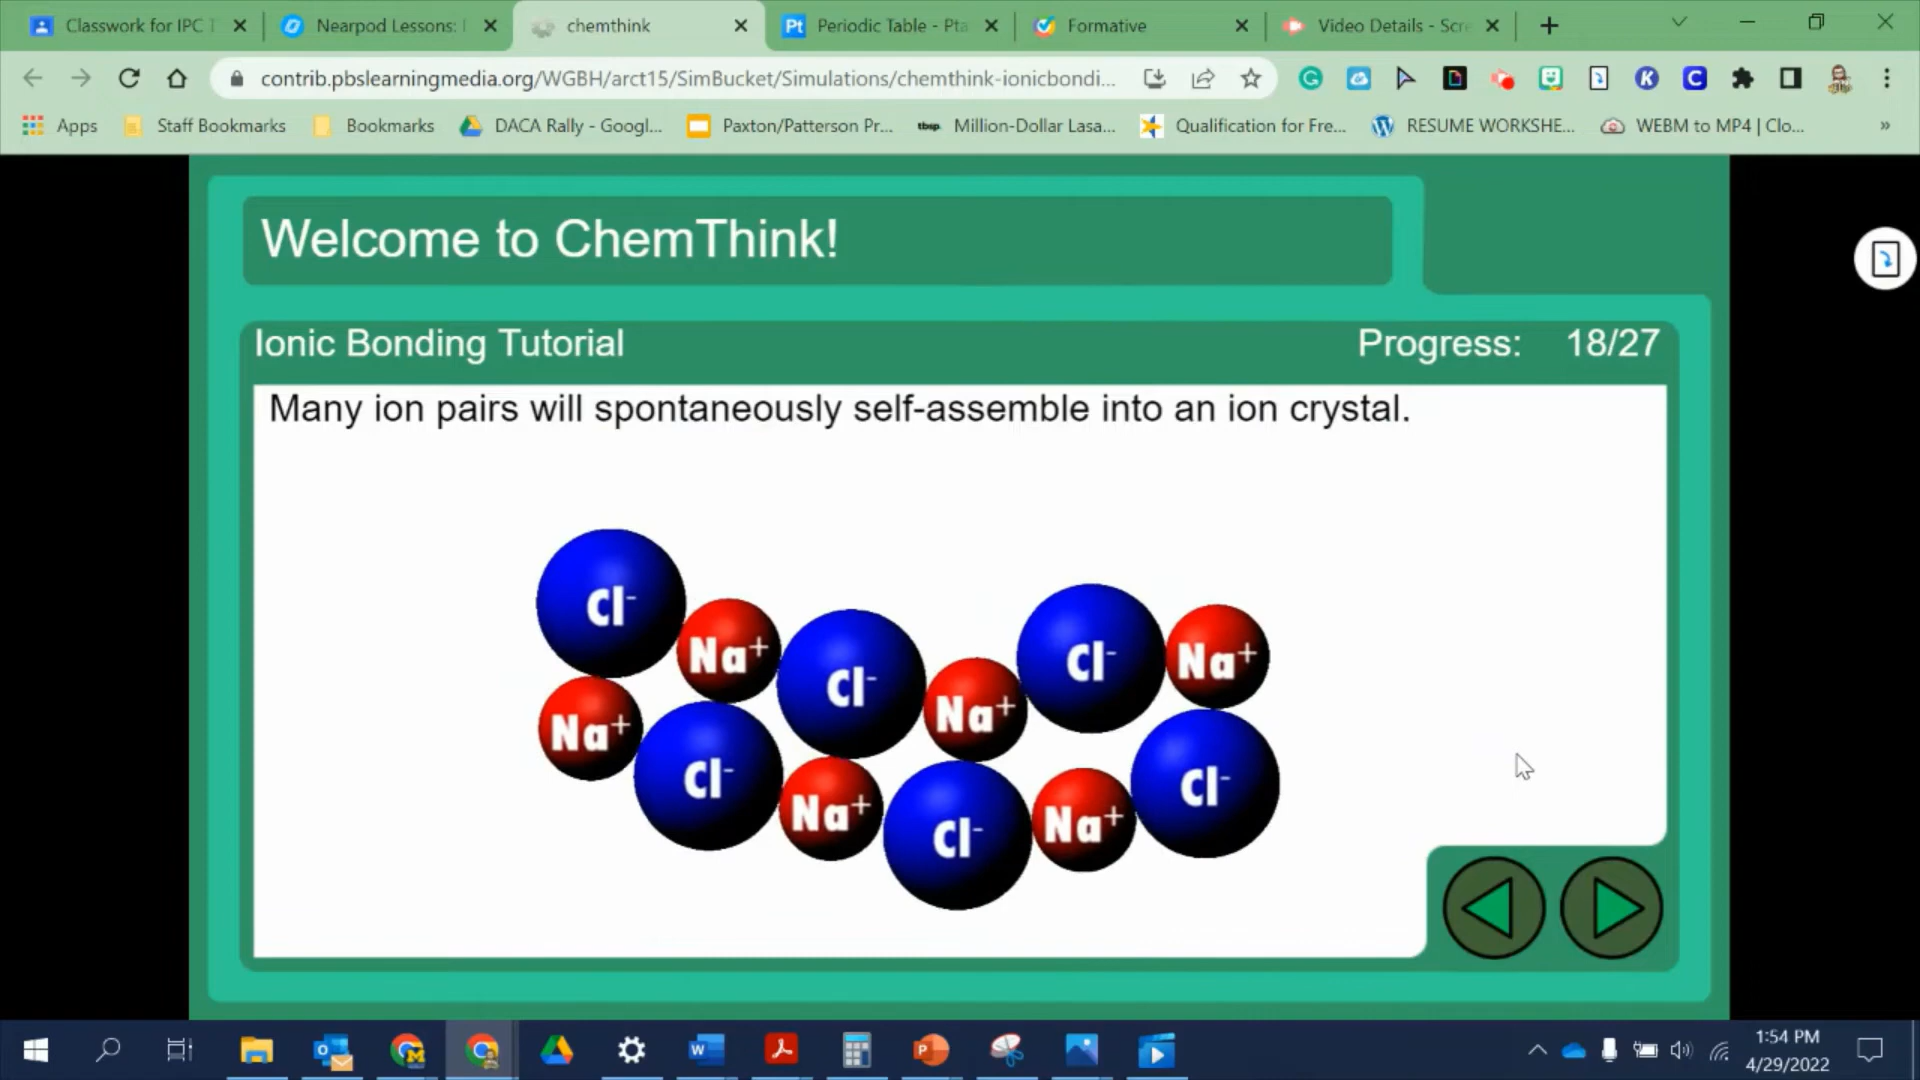 Classwork for IPC
Nearpod Lessons:
chemthink
Periodic Table - Pta
Formative
Video Details - Scr
contrib.pbslearningmedia.org/WGBH/arct15/SimBucket/Simulations/chemthink-ionicbondi...
Apps
Staff Bookmarks
Bookmarks
DACA Rally - Googl...
Paxton/Patterson Pr...
Million-Dollar Lasa...
Qualification for Fre...
RESUME WORKSHE...
WEBM to MP4 | Clo...
Welcome to ChemThink!
Ionic Bonding Tutorial
Progress: 18/27
Many ion pairs will spontaneously self-assemble into an ion crystal.
Cl⁻
Na⁺
Cl⁻
Cl⁻
Na⁺
Na⁺
Na⁺
Cl⁻
Na⁺
Cl⁻
Na⁺
Cl⁻
1:54 PM
4/29/2022